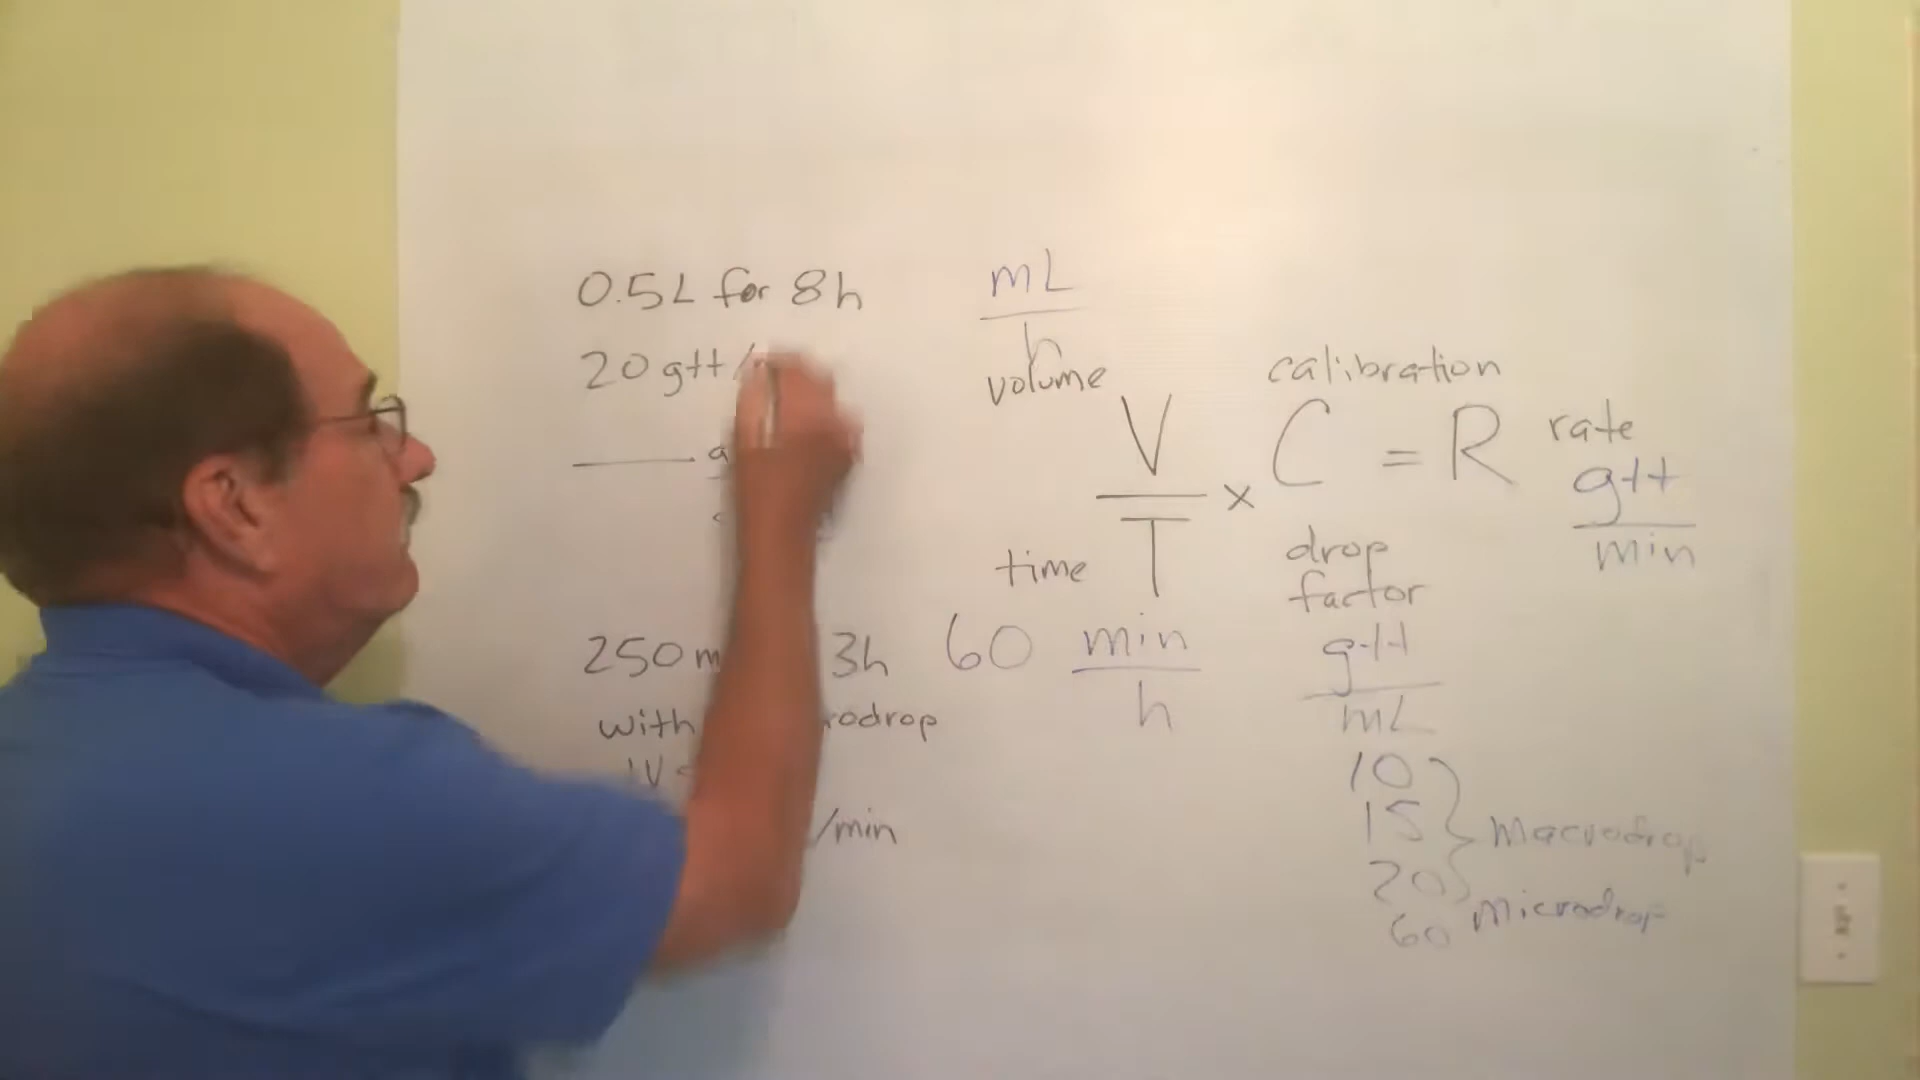 0.5L for 8h
20 gtt/
250 3h
with
/min
mL
h
volume
V
time
T
60 min
h
x
calibration
C
drop
factor
gtt
mL
10
15
20
60
Macrodrop
Microdrop
= R
rate
gtt
min